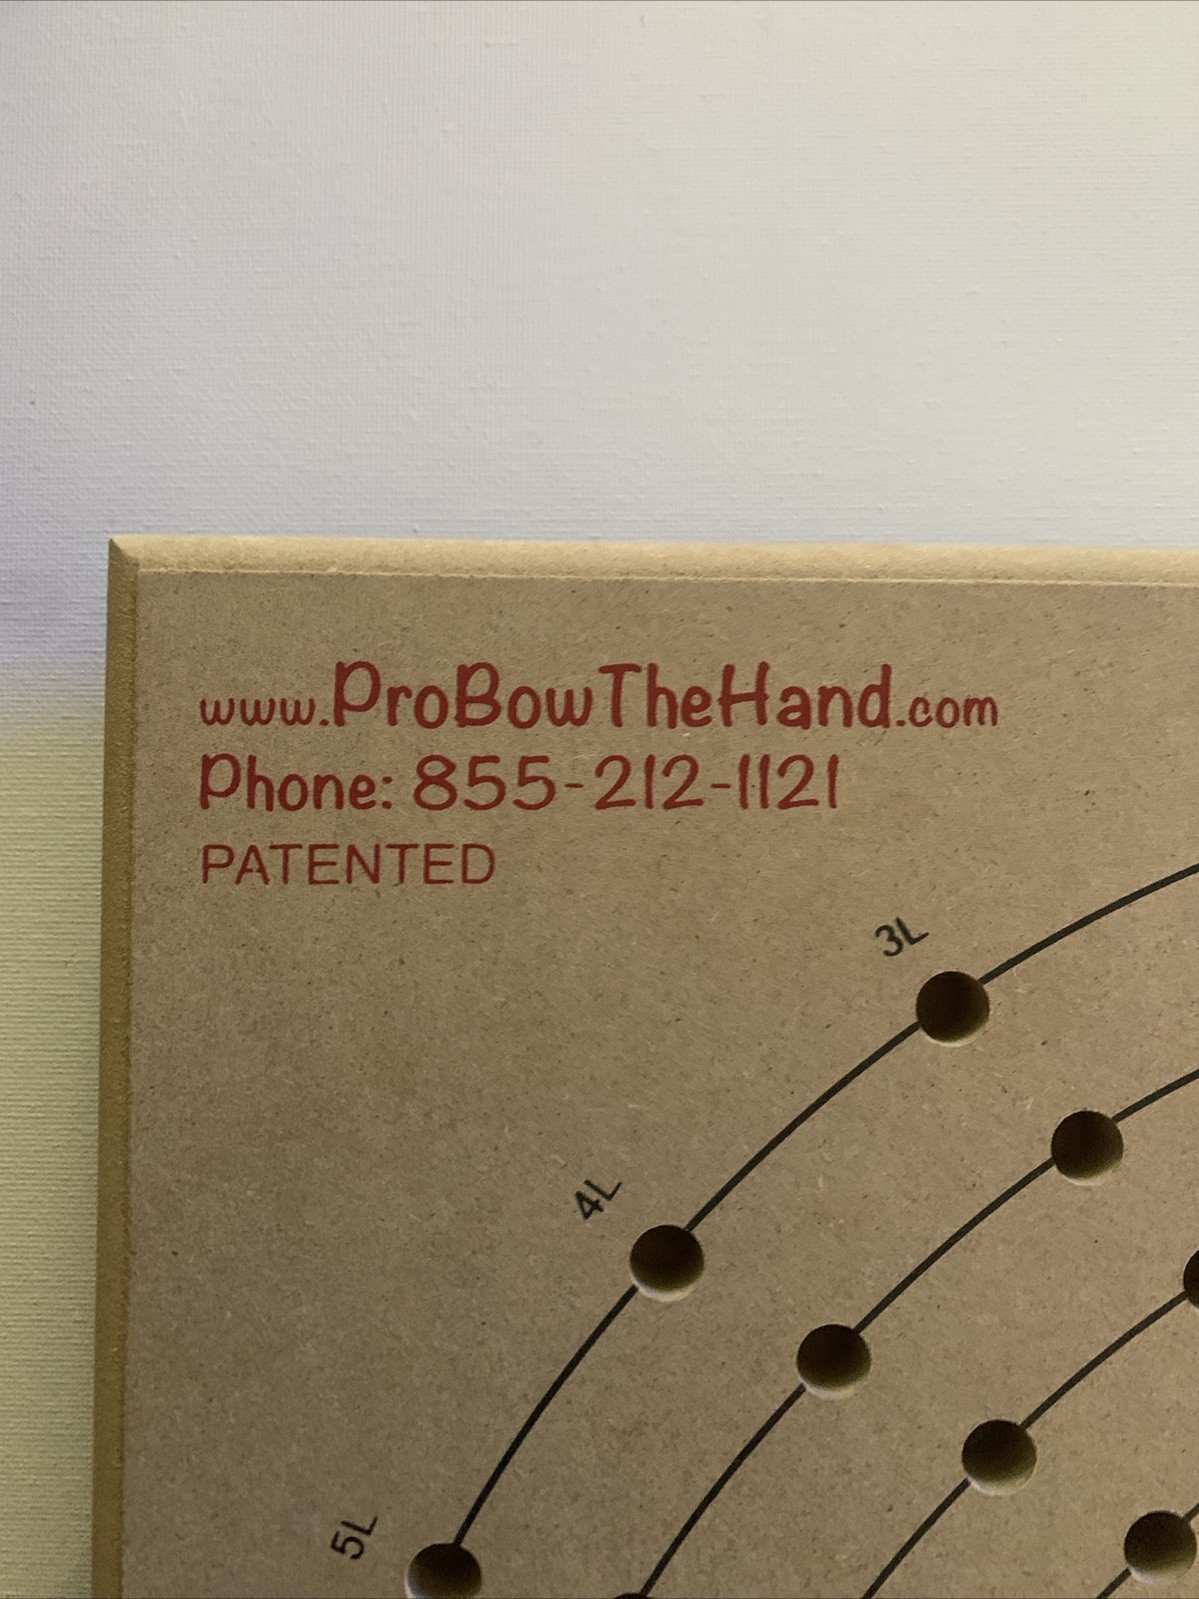 www.ProBowTheHand.com
Phone: 855-212-1121
PATENTED
3L
4L
5L